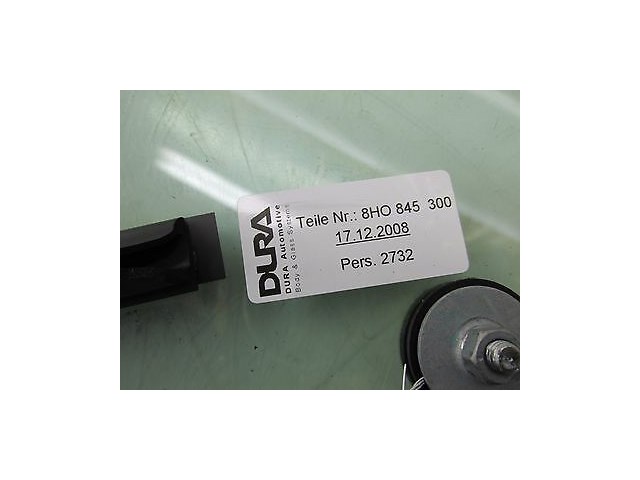 DURA
DURA Automotive
Body & Glass Systems
Teile Nr.: 8HO 845 300
17.12.2008
Pers. 2732